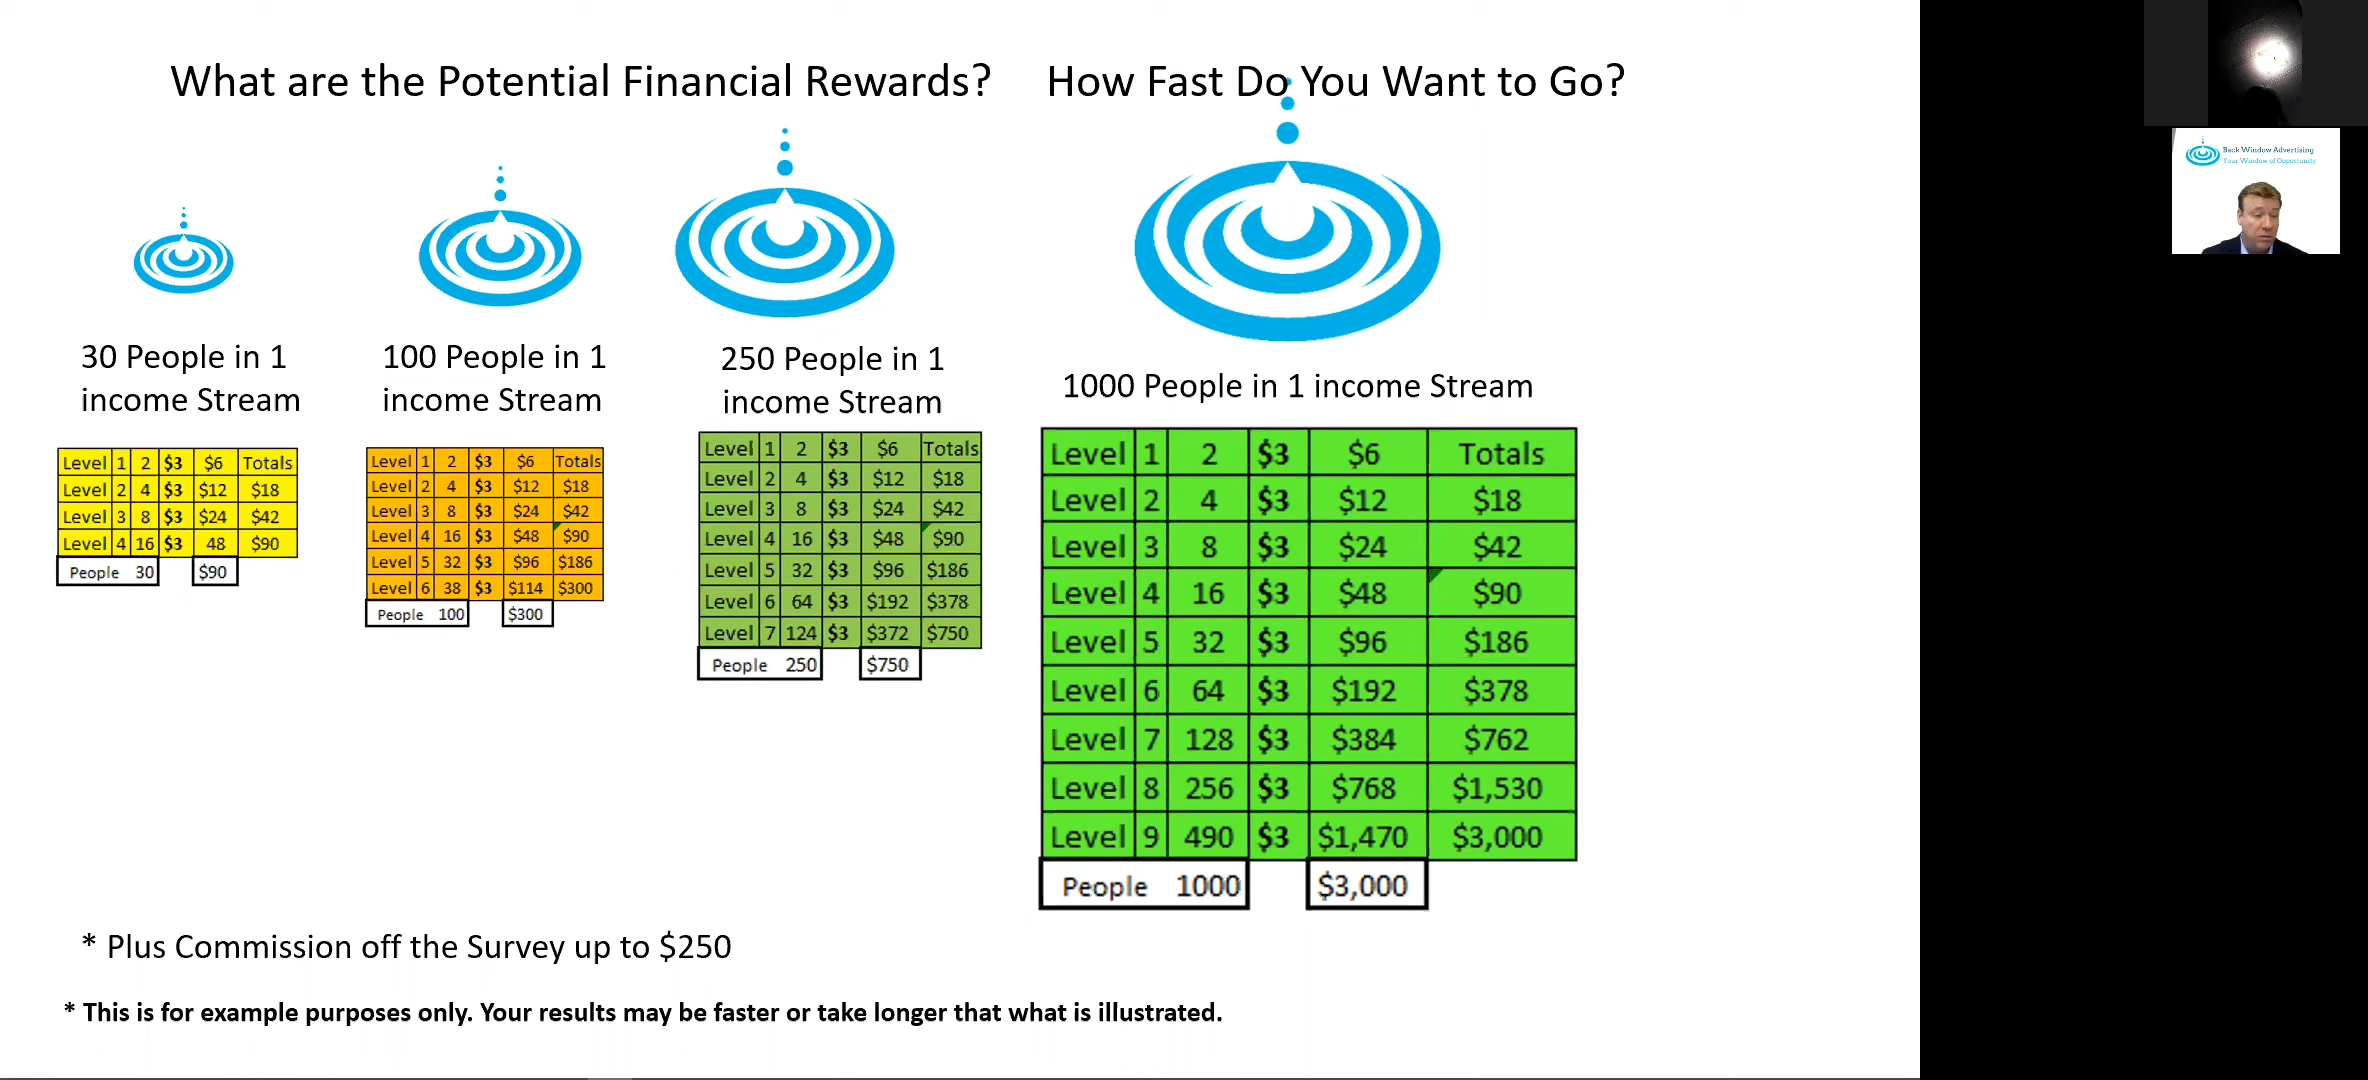 What are the Potential Financial Rewards? How Fast Do You Want to Go?
Back Window Advertising
Your Window of Opportunity
30 People in 1
income Stream
Level 1 2 $3 $6 Totals
Level 2 4 $3 $12 $18
Level 3 8 $3 $24 $42
Level 4 16 $3 48 $90
People 30 $90
100 People in 1
income Stream
Level 1 2 $3 $6 Totals
Level 2 4 $3 $12 $18
Level 3 8 $3 $24 $42
Level 4 16 $3 $48 $90
Level 5 32 $3 $96 $186
Level 6 38 $3 $114 $300
People 100 $300
250 People in 1
income Stream
Level 1 2 $3 $6 Totals
Level 2 4 $3 $12 $18
Level 3 8 $3 $24 $42
Level 4 16 $3 $48 $90
Level 5 32 $3 $96 $186
Level 6 64 $3 $192 $378
Level 7 124 $3 $372 $750
People 250 $750
1000 People in 1 income Stream
Level 1 2 $3 $6 Totals
Level 2 4 $3 $12 $18
Level 3 8 $3 $24 $42
Level 4 16 $3 $48 $90
Level 5 32 $3 $96 $186
Level 6 64 $3 $192 $378
Level 7 128 $3 $384 $762
Level 8 256 $3 $768 $1,530
Level 9 490 $3 $1,470 $3,000
People 1000 $3,000
* Plus Commission off the Survey up to $250
* This is for example purposes only. Your results may be faster or take longer that what is illustrated.